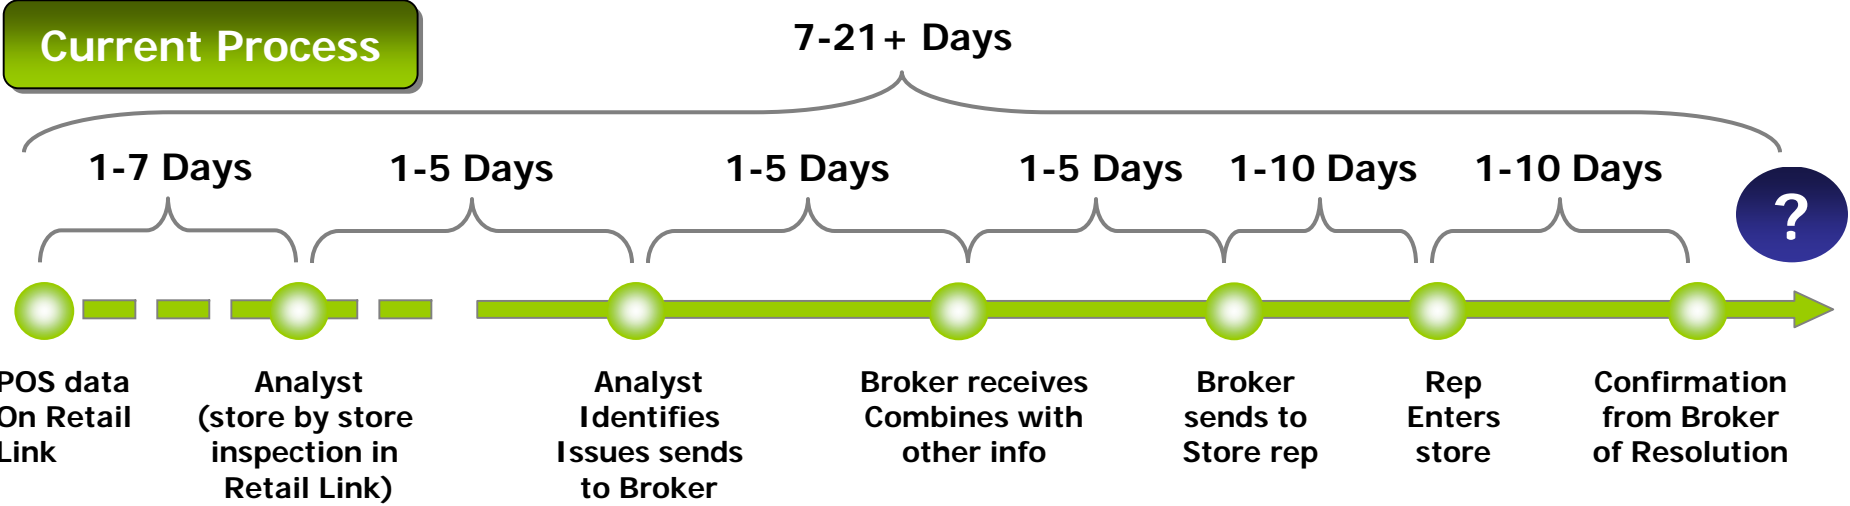 Current Process
7-21+ Days
1-7 Days
1-5 Days
1-5 Days
1-5 Days
1-10 Days
1-10 Days
?
POS data
On Retail
Link
Analyst
(store by store
inspection in
Retail Link)
Analyst
Identifies
Issues sends
to Broker
Broker receives
Combines with
other info
Broker
sends to
Store rep
Rep
Enters
store
Confirmation
from Broker
of Resolution